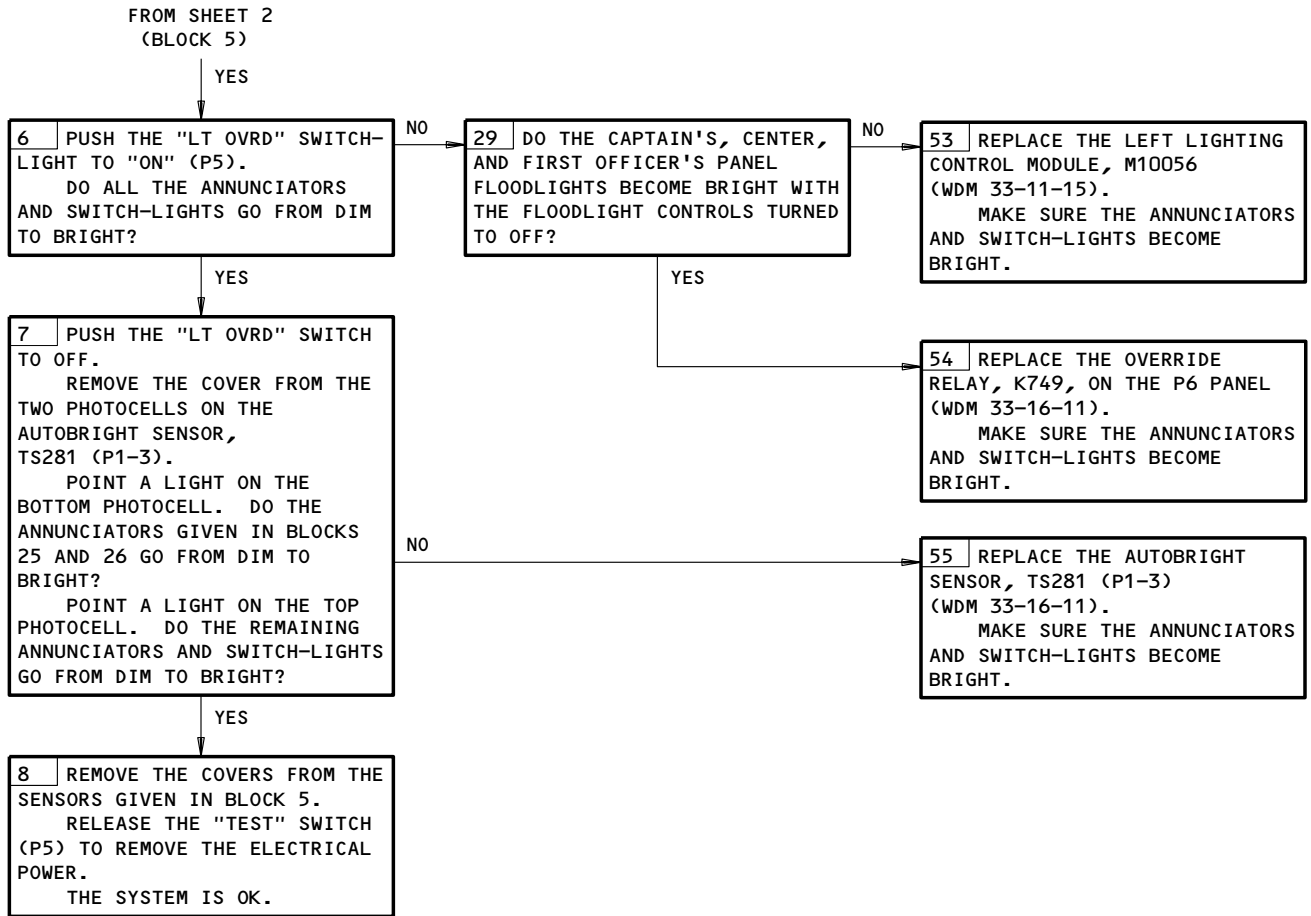 FROM SHEET 2
(BLOCK 5)
YES
6 PUSH THE "LT OVRD" SWITCH-
LIGHT TO "ON" (P5).
DO ALL THE ANNUNCIATORS
AND SWITCH-LIGHTS GO FROM DIM
TO BRIGHT?
NO
29 DO THE CAPTAIN'S, CENTER,
AND FIRST OFFICER'S PANEL
FLOODLIGHTS BECOME BRIGHT WITH
THE FLOODLIGHT CONTROLS TURNED
TO OFF?
NO
53 REPLACE THE LEFT LIGHTING
CONTROL MODULE, M10056
(WDM 33-11-15).
MAKE SURE THE ANNUNCIATORS
AND SWITCH-LIGHTS BECOME
BRIGHT.
YES
YES
7 PUSH THE "LT OVRD" SWITCH
TO OFF.
REMOVE THE COVER FROM THE
TWO PHOTOCELLS ON THE
AUTOBRIGHT SENSOR,
TS281 (P1-3).
POINT A LIGHT ON THE
BOTTOM PHOTOCELL. DO THE
ANNUNCIATORS GIVEN IN BLOCKS
25 AND 26 GO FROM DIM TO
BRIGHT?
POINT A LIGHT ON THE TOP
PHOTOCELL. DO THE REMAINING
ANNUNCIATORS AND SWITCH-LIGHTS
GO FROM DIM TO BRIGHT?
54 REPLACE THE OVERRIDE
RELAY, K749, ON THE P6 PANEL
(WDM 33-16-11).
MAKE SURE THE ANNUNCIATORS
AND SWITCH-LIGHTS BECOME
BRIGHT.
NO
55 REPLACE THE AUTOBRIGHT
SENSOR, TS281 (P1-3)
(WDM 33-16-11).
MAKE SURE THE ANNUNCIATORS
AND SWITCH-LIGHTS BECOME
BRIGHT.
YES
8 REMOVE THE COVERS FROM THE
SENSORS GIVEN IN BLOCK 5.
RELEASE THE "TEST" SWITCH
(P5) TO REMOVE THE ELECTRICAL
POWER.
THE SYSTEM IS OK.